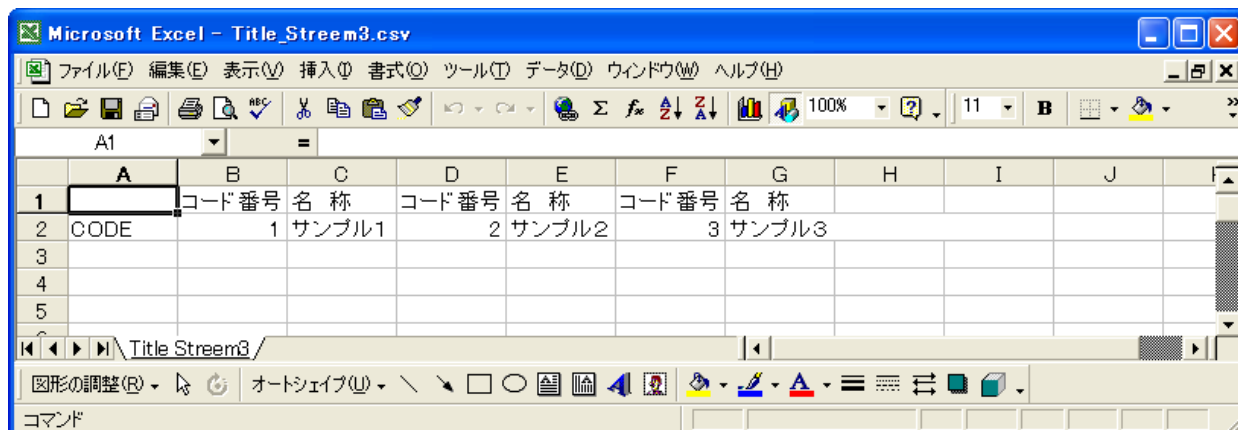 Microsoft Excel - Title_Streem3.csv
ファイル(F) 編集(E) 表示(V) 挿入(I) 書式(O) ツール(T) データ(D) ウィンドウ(W) ヘルプ(H)
100% 11 B
A1 =
A B C D E F G H I J
1 コード番号 名 称 コード番号 名 称 コード番号 名 称
2 CODE 1 サンプル1 2 サンプル2 3 サンプル3
3
4
5
Title Streem3
図形の調整(R) オートシェイプ(U)
コマンド